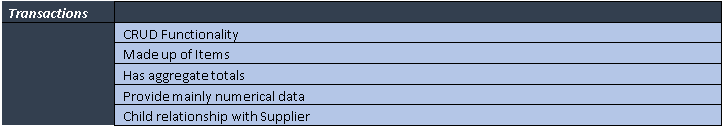 Transactions
CRUD Functionality
Made up of Items
Has aggregate totals
Provide mainly numerical data
Child relationship with Supplier